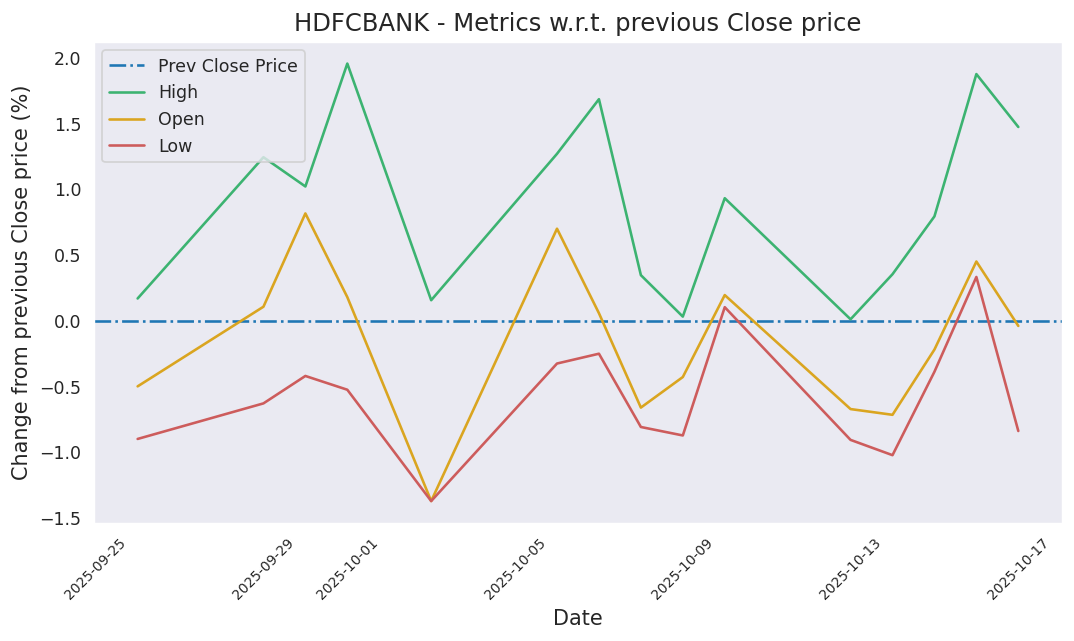 HDFCBANK - Metrics w.r.t. previous Close price
Change from previous Close price (%)
2.0
1.5
1.0
0.5
0.0
−0.5
−1.0
−1.5
Prev Close Price
High
Open
Low
2025-09-25
2025-09-29
2025-10-01
2025-10-05
2025-10-09
2025-10-13
2025-10-17
Date